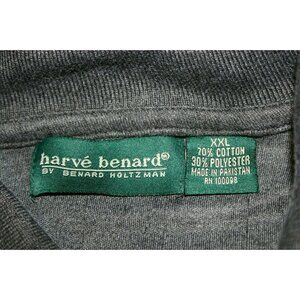 harvé benard®
BY BENARD HOLTZMAN
XXL
70% COTTON
30% POLYESTER
MADE IN PAKISTAN
RN 100098